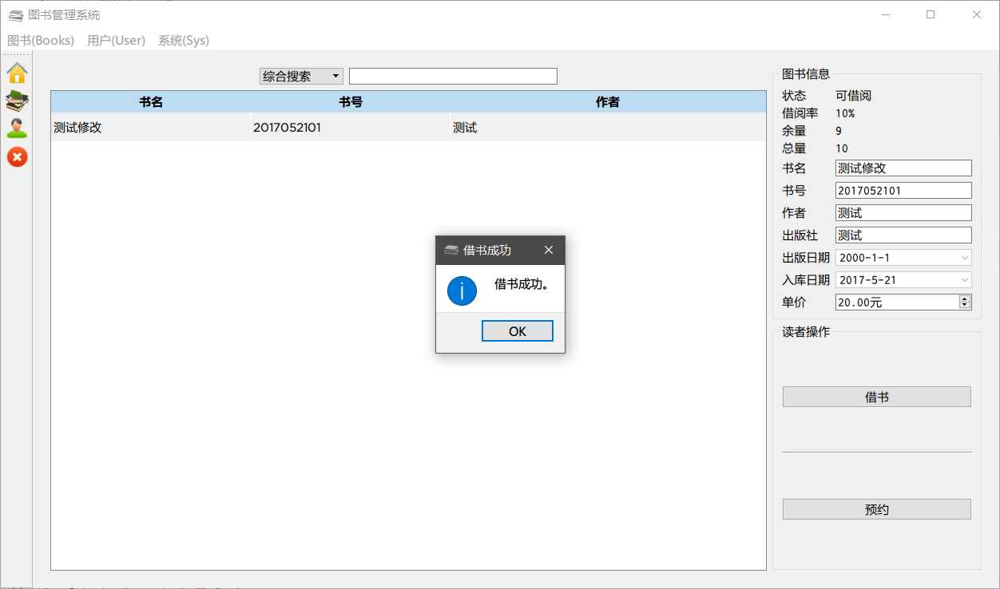 图书管理系统
图书(Books) 用户(User) 系统(Sys)
综合搜索
书名 书号 作者
测试修改 2017052101 测试
借书成功
借书成功。
OK
图书信息
状态 可借阅
借阅率 10%
余量 9
总量 10
书名 测试修改
书号 2017052101
作者 测试
出版社 测试
出版日期 2000-1-1
入库日期 2017-5-21
单价 20.00元
读者操作
借书
预约